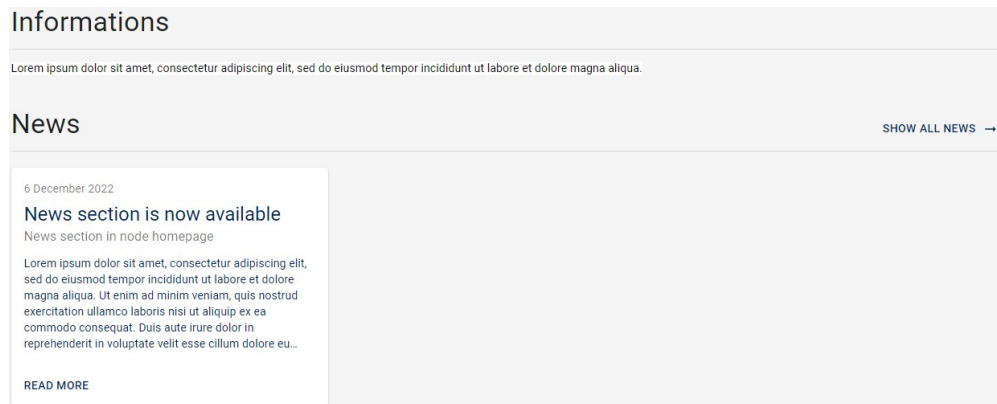 Informations
Lorem ipsum dolor sit amet, consectetur adipiscing elit, sed do eiusmod tempor incididunt ut labore et dolore magna aliqua.
News
SHOW ALL NEWS →
6 December 2022
News section is now available
News section in node homepage
Lorem ipsum dolor sit amet, consectetur adipiscing elit,
sed do eiusmod tempor incididunt ut labore et dolore
magna aliqua. Ut enim ad minim veniam, quis nostrud
exercitation ullamco laboris nisi ut aliquip ex ea
commodo consequat. Duis aute irure dolor in
reprehenderit in voluptate velit esse cillum dolore eu...
READ MORE